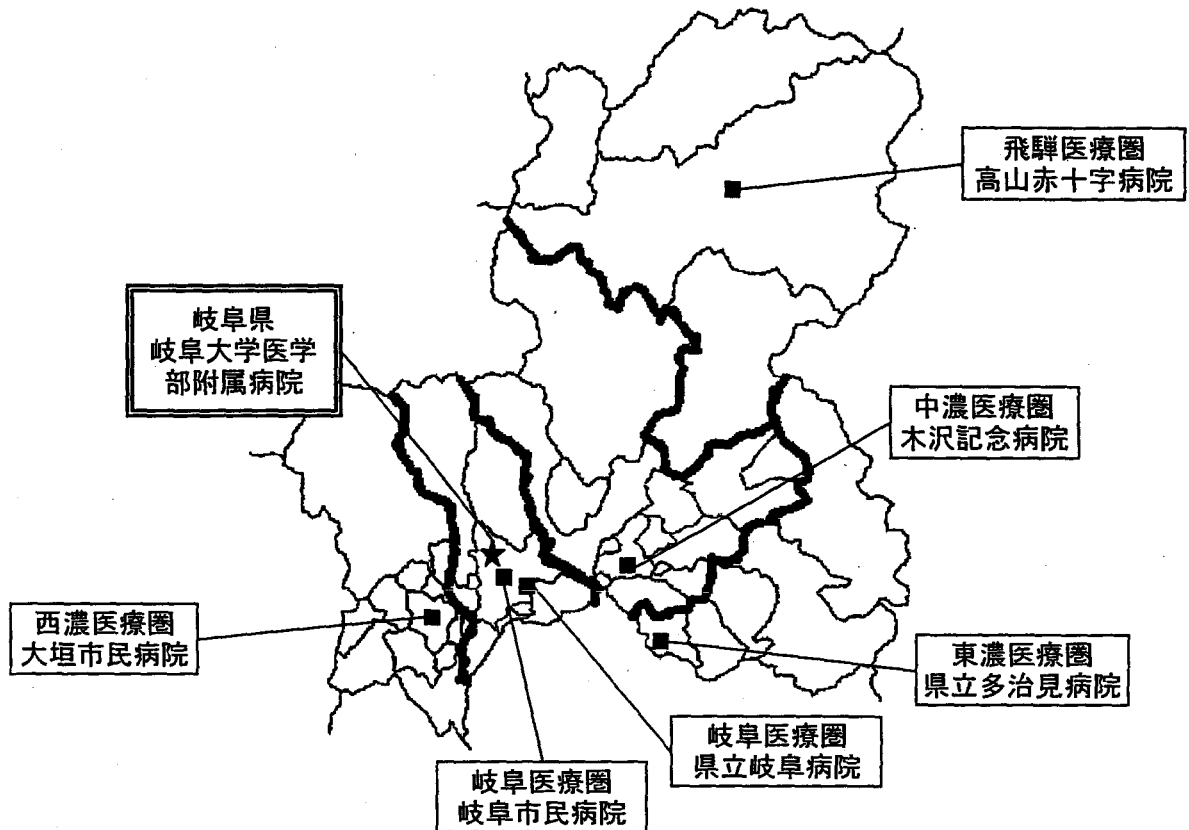 飛騨医療圏
高山赤十字病院
岐阜県
岐阜大学医学
部附属病院
中濃医療圏
木沢記念病院
西濃医療圏
大垣市民病院
東濃医療圏
県立多治見病院
岐阜医療圏
県立岐阜病院
岐阜医療圏
岐阜市民病院